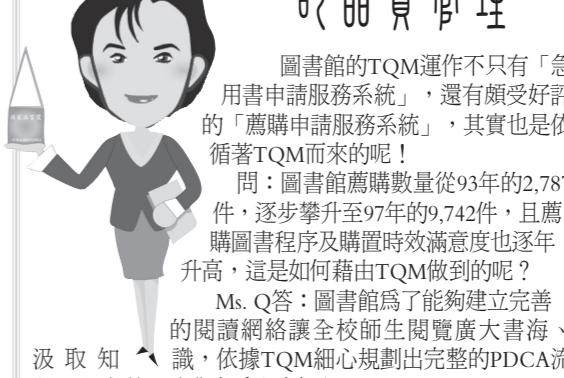 圖書館的TQM運作不只有「急
用書申請服務系統」，還有頗受好評
的「薦購申請服務系統」，其實也是依
循著TQM而來的呢！
問：圖書館薦購數量從93年的2,787
件，逐步攀升至97年的9,742件，且薦
購圖書程序及購置時效滿意度也逐年
升高，這是如何藉由TQM做到的呢？
Ms. Q答：圖書館爲了能夠建立完善
的閱讀網絡讓全校師生閱覽廣大書海、
汲取知識，依據TQM細心規劃出完整的PDCA流